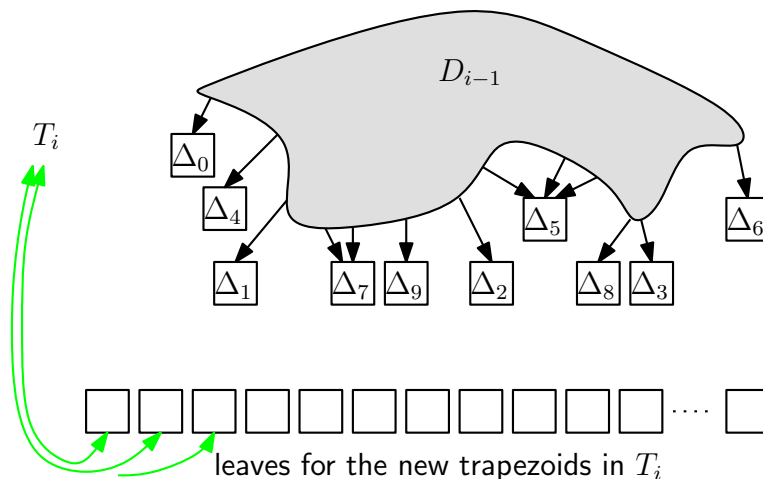 D_{i−1}
T_i
Δ_0
Δ_4
Δ_5
Δ_6
Δ_1
Δ_7
Δ_9
Δ_2
Δ_8
Δ_3
leaves for the new trapezoids in T_i